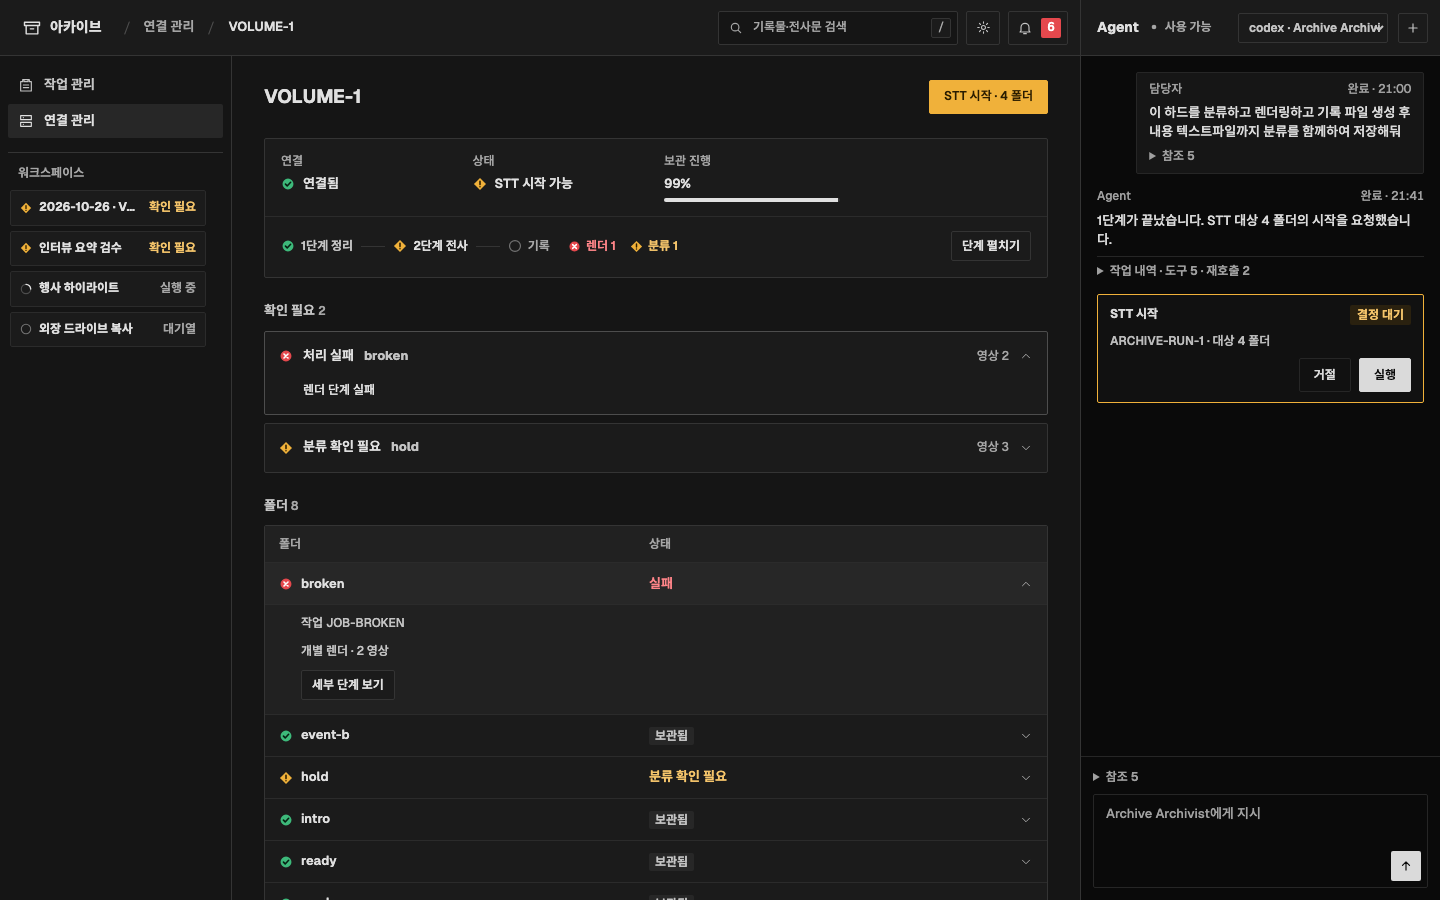 아카이브 / 연결 관리 / VOLUME-1
기록물·전사문 검색 /
6
Agent • 사용 가능
codex · Archive Archiv
+
작업 관리
연결 관리
워크스페이스
2026-10-26 · V... 확인 필요
인터뷰 요약 검수 확인 필요
행사 하이라이트 실행 중
외장 드라이브 복사 대기열
VOLUME-1
STT 시작 · 4 폴더
연결 상태 보관 진행
연결됨 STT 시작 가능 99%
1단계 정리 2단계 전사 기록 렌더 1 분류 1
단계 펼치기
확인 필요 2
처리 실패 broken 영상 2
렌더 단계 실패
분류 확인 필요 hold 영상 3
폴더 8
폴더 상태
broken 실패
작업 JOB-BROKEN
개별 렌더 · 2 영상
세부 단계 보기
event-b 보관됨
hold 분류 확인 필요
intro 보관됨
ready 보관됨
담당자 완료 · 21:00
이 하드를 분류하고 렌더링하고 기록 파일 생성 후
내용 텍스트파일까지 분류를 함께하여 저장해둬
참조 5
Agent 완료 · 21:41
1단계가 끝났습니다. STT 대상 4 폴더의 시작을 요청했습니
다.
작업 내역 · 도구 5 · 재호출 2
STT 시작 결정 대기
ARCHIVE-RUN-1 · 대상 4 폴더
거절 실행
참조 5
Archive Archivist에게 지시